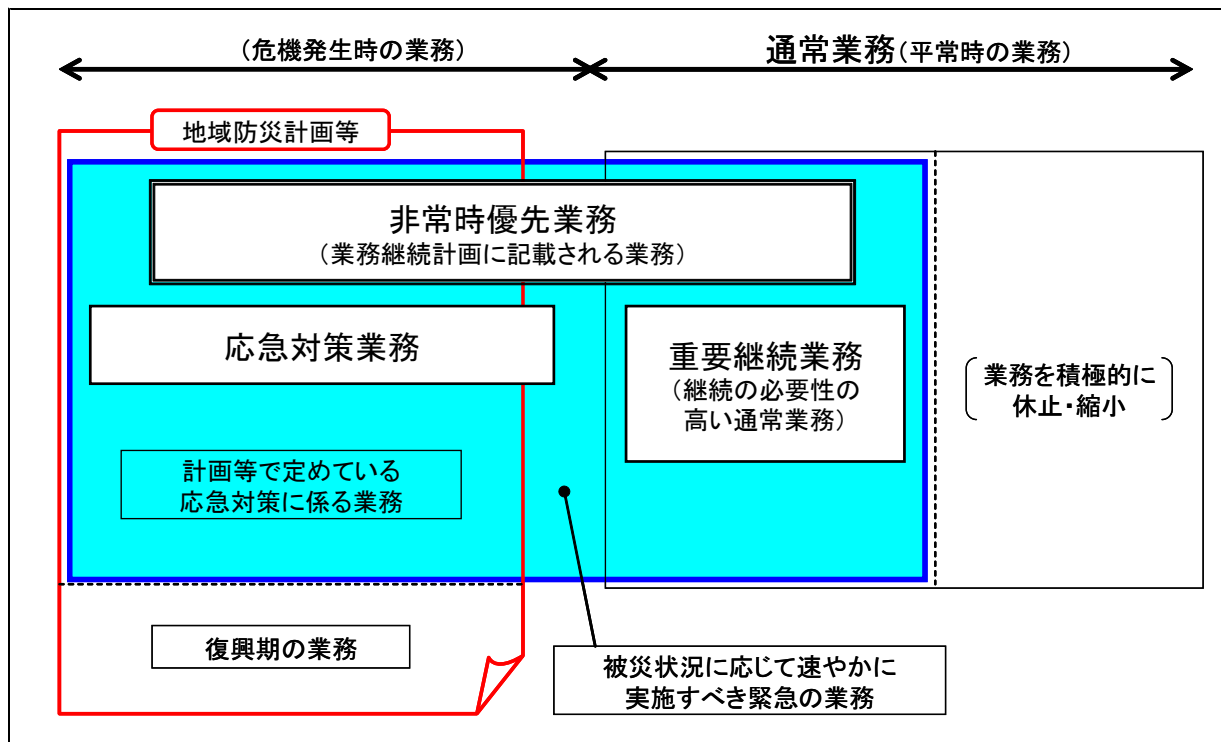 (危機発生時の業務)
通常業務(平常時の業務)
地域防災計画等
非常時優先業務
(業務継続計画に記載される業務)
応急対策業務
重要継続業務
(継続の必要性の
高い通常業務)
業務を積極的に
休止・縮小
計画等で定めている
応急対策に係る業務
復興期の業務
被災状況に応じて速やかに
実施すべき緊急の業務